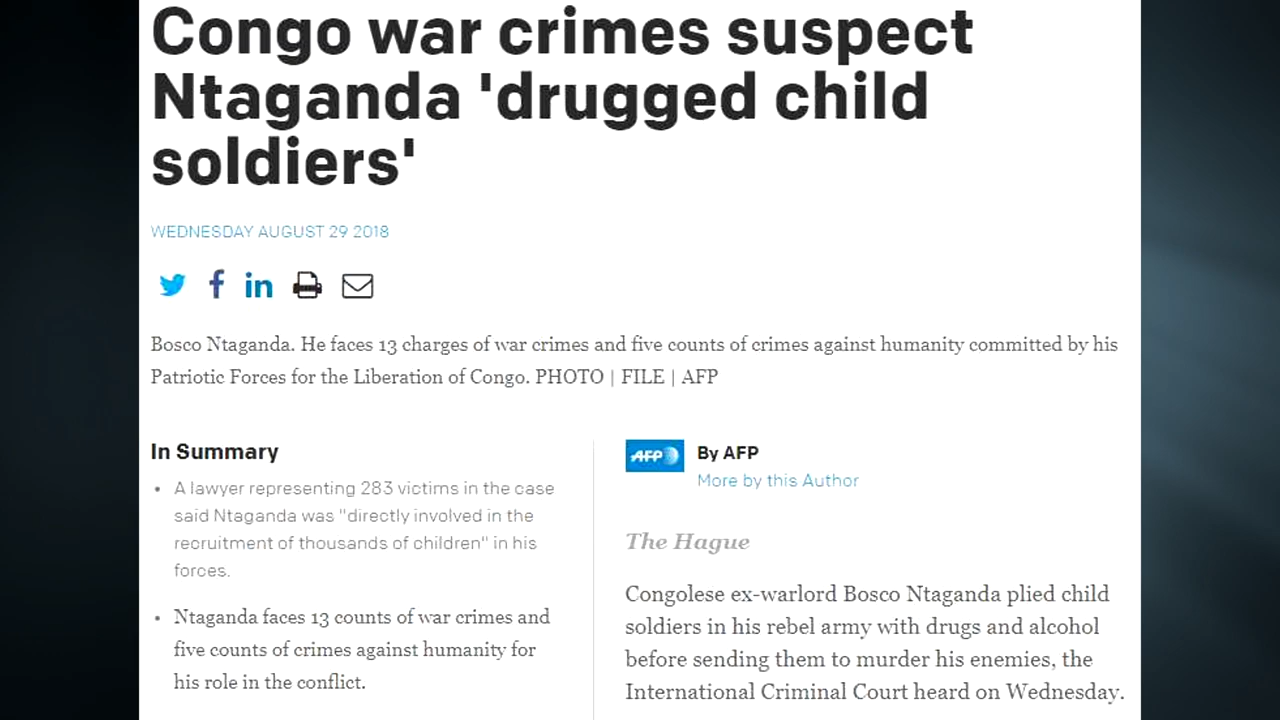 Congo war crimes suspect
Ntaganda 'drugged child
soldiers'
WEDNESDAY AUGUST 29 2018
Bosco Ntaganda. He faces 13 charges of war crimes and five counts of crimes against humanity committed by his
Patriotic Forces for the Liberation of Congo. PHOTO | FILE | AFP
In Summary
• A lawyer representing 283 victims in the case
said Ntaganda was "directly involved in the
recruitment of thousands of children" in his
forces.
• Ntaganda faces 13 counts of war crimes and
five counts of crimes against humanity for
his role in the conflict.
AFP
By AFP
More by this Author
The Hague
Congolese ex-warlord Bosco Ntaganda plied child
soldiers in his rebel army with drugs and alcohol
before sending them to murder his enemies, the
International Criminal Court heard on Wednesday.